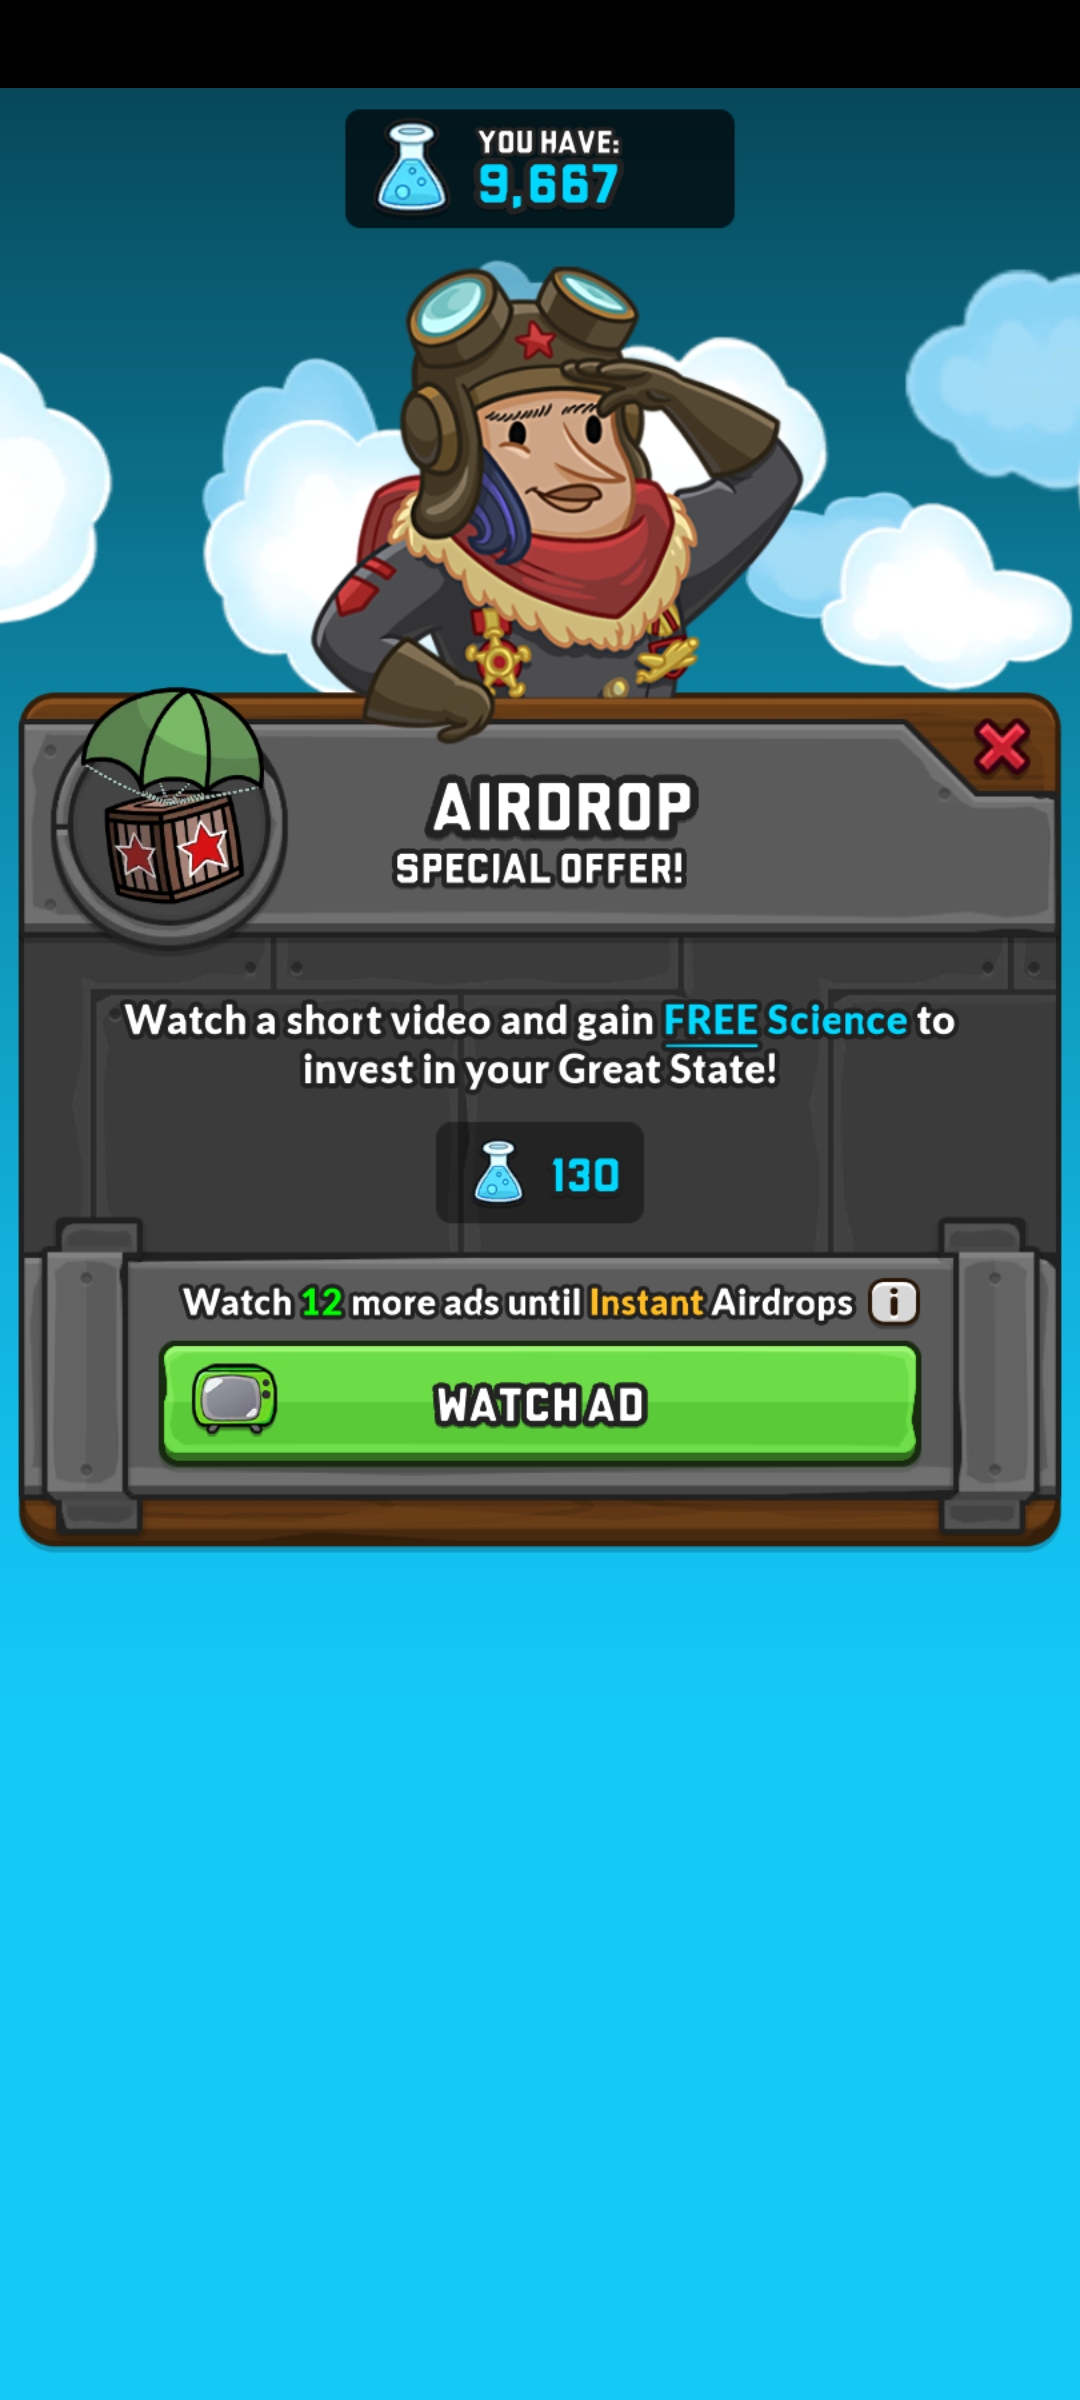 YOU HAVE:
9,667
AIRDROP
SPECIAL OFFER!
Watch a short video and gain FREE Science to
invest in your Great State!
130
Watch 12 more ads until Instant Airdrops i
WATCH AD